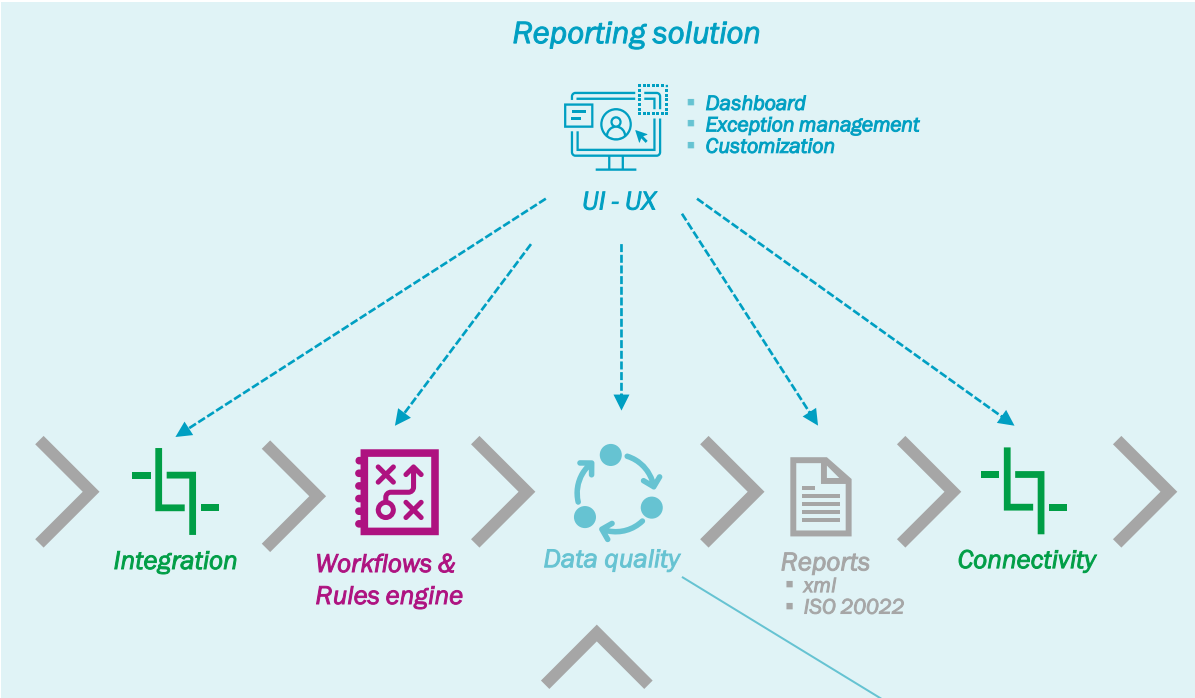 Reporting solution
Dashboard
Exception management
Customization
UI - UX
Integration
Workflows &
Rules engine
Data quality
Reports
xml
ISO 20022
Connectivity